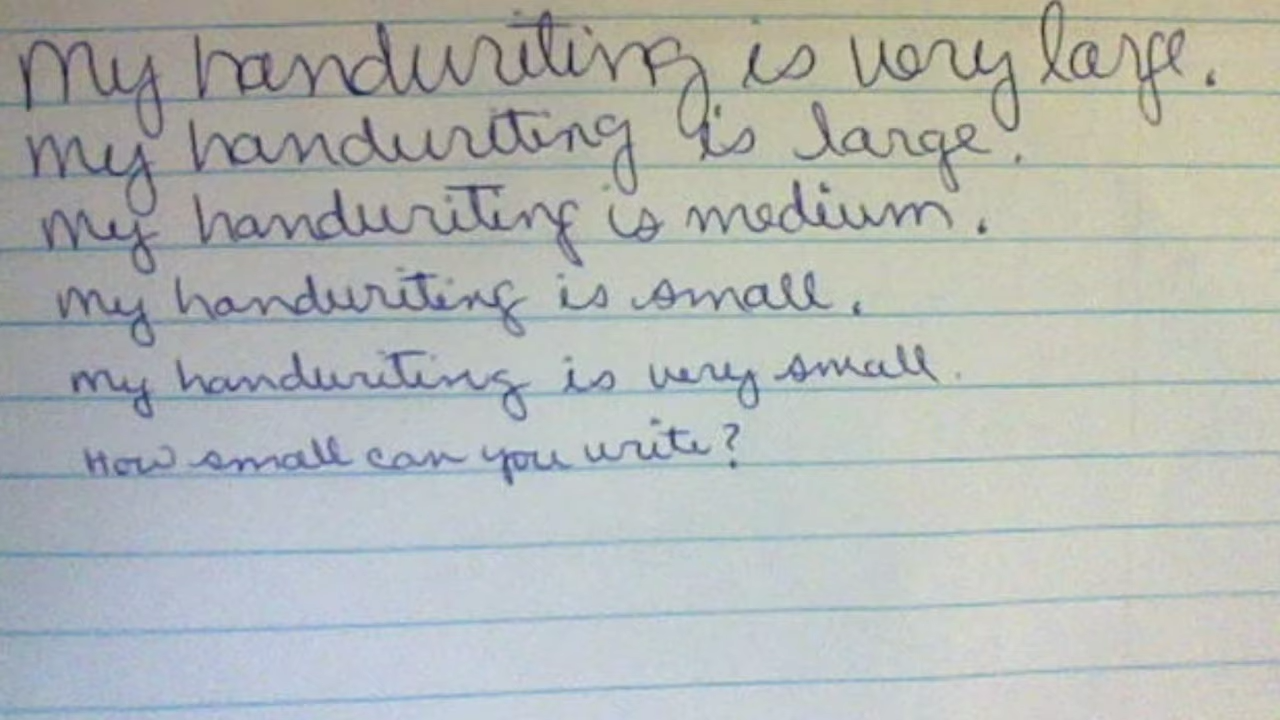 My handwriting is very large.
my handwriting is large.
my handwriting is medium.
my handwriting is small.
my handwriting is very small.
How small can you write?